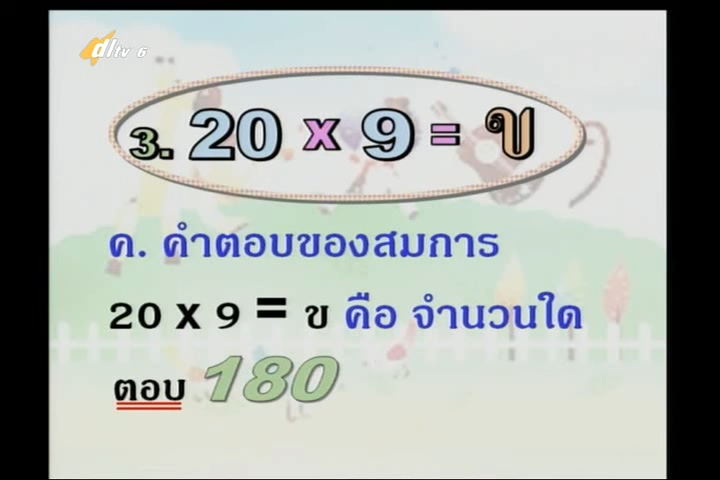 dltv 6
3. 20 x 9 = ข
ค. คำตอบของสมการ
20 x 9 = ข คือ จำนวนใด
ตอบ 180